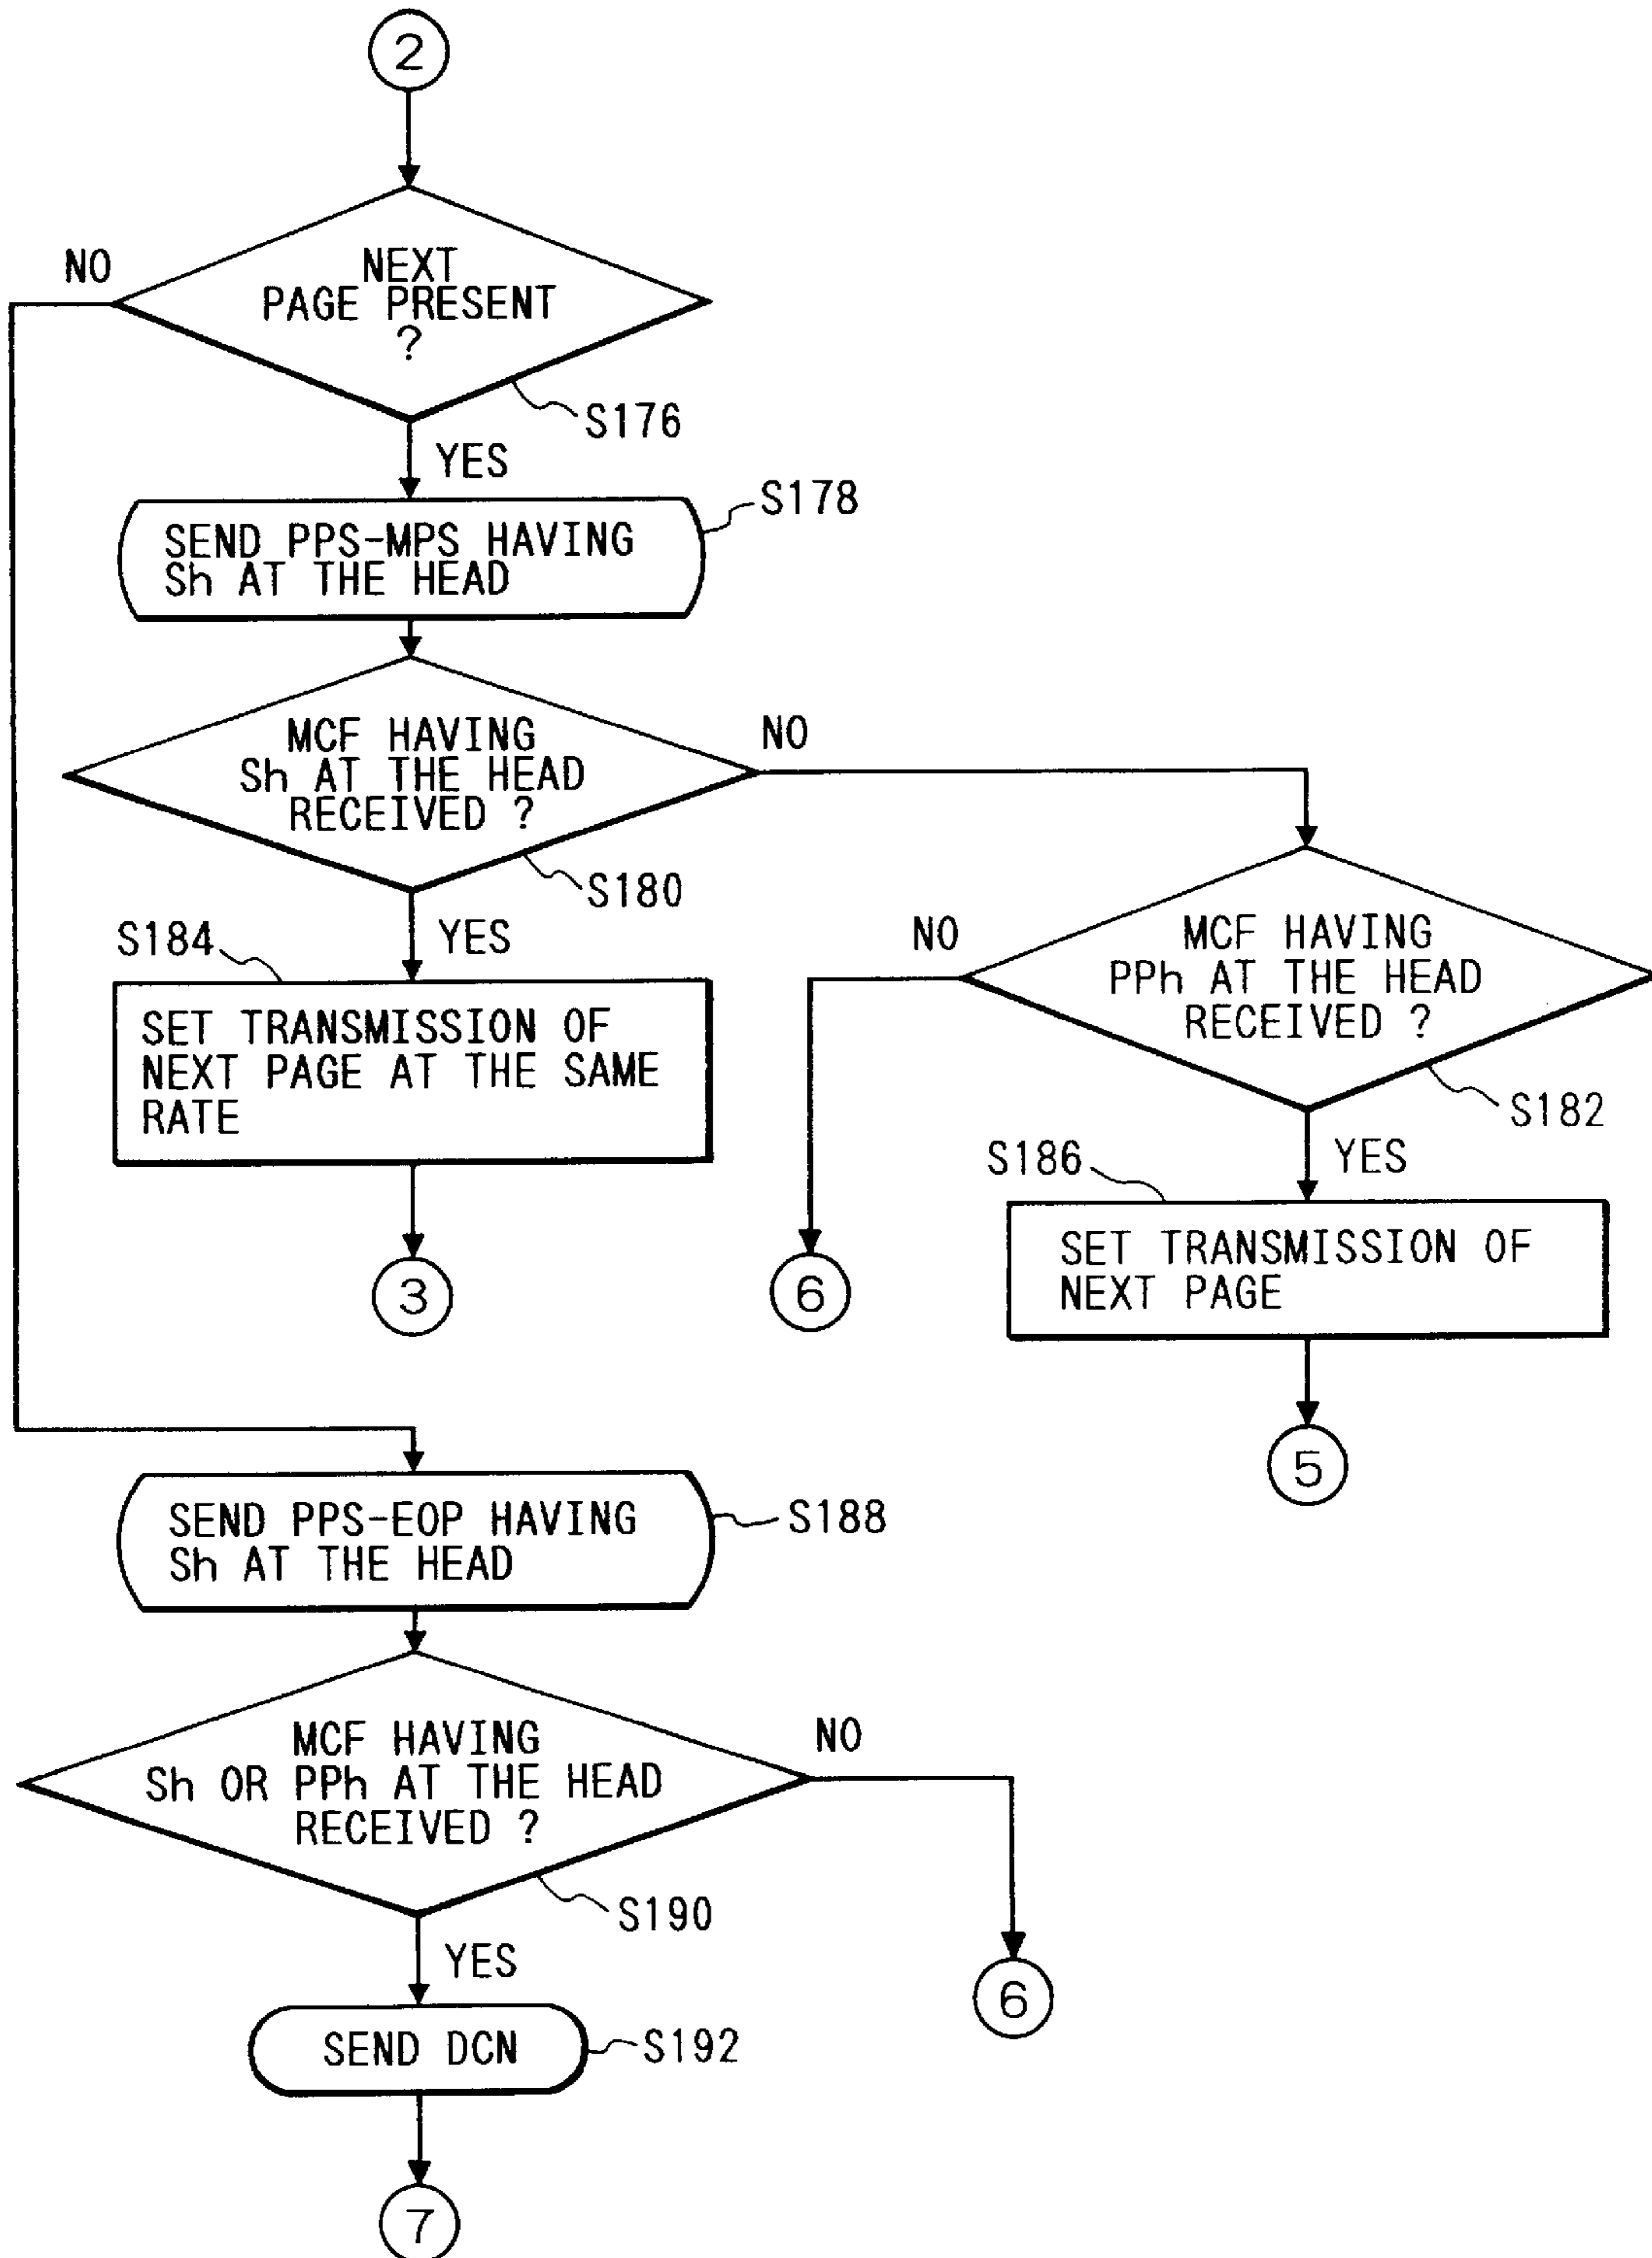 2
NO
NEXT
PAGE PRESENT
?
S176
YES
S178
SEND PPS-MPS HAVING
Sh AT THE HEAD
MCF HAVING
Sh AT THE HEAD
RECEIVED ?
NO
S180
S184
YES
SET TRANSMISSION OF
NEXT PAGE AT THE SAME
RATE
3
NO
MCF HAVING
PPh AT THE HEAD
RECEIVED ?
S182
6
S186
YES
SET TRANSMISSION OF
NEXT PAGE
5
SEND PPS-EOP HAVING
Sh AT THE HEAD
S188
MCF HAVING
Sh OR PPh AT THE HEAD
RECEIVED ?
NO
S190
YES
6
SEND DCN
S192
7